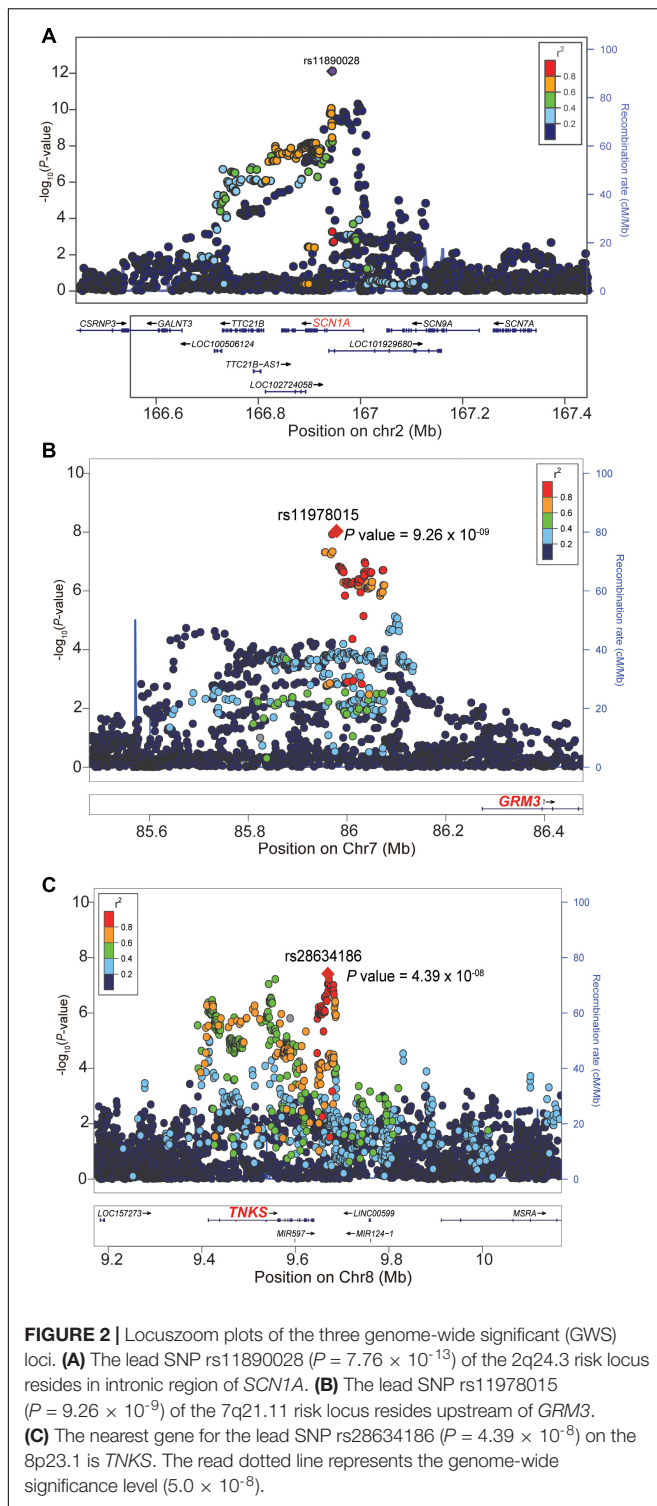 A
rs11890028
12
10
8
6
4
2
0
-log10(P-value)
r²
0.8
0.6
0.4
0.2
100
80
60
40
20
0
Recombination rate (cM/Mb)
CSRNP3→ ←GALNT3 ←TTC21B ←SCN1A ←SCN9A ←SCN7A
←LOC100506124 LOC101929680→
TTC21B-AS1→
LOC102724058→
166.6 166.8 167 167.2 167.4
Position on chr2 (Mb)
B
rs11978015
P value = 9.26 x 10⁻⁰⁹
10
8
6
4
2
0
-log10(P-value)
r²
0.8
0.6
0.4
0.2
100
80
60
40
20
0
Recombination rate (cM/Mb)
GRM3→
85.6 85.8 86 86.2 86.4
Position on Chr7 (Mb)
C
r²
0.8
0.6
0.4
0.2
rs28634186
P value = 4.39 x 10⁻⁰⁸
10
8
6
4
2
0
-log10(P-value)
100
80
60
40
20
0
Recombination rate (cM/Mb)
LOC157273→ TNKS→ ←LINC00599 MSRA→
MIR597→ ←MIR124-1
9.2 9.4 9.6 9.8 10
Position on Chr8 (Mb)
FIGURE 2 | Locuszoom plots of the three genome-wide significant (GWS)
loci. (A) The lead SNP rs11890028 (P = 7.76 × 10⁻¹³) of the 2q24.3 risk locus
resides in intronic region of SCN1A. (B) The lead SNP rs11978015
(P = 9.26 × 10⁻⁹) of the 7q21.11 risk locus resides upstream of GRM3.
(C) The nearest gene for the lead SNP rs28634186 (P = 4.39 × 10⁻⁸) on the
8p23.1 is TNKS. The read dotted line represents the genome-wide
significance level (5.0 × 10⁻⁸).